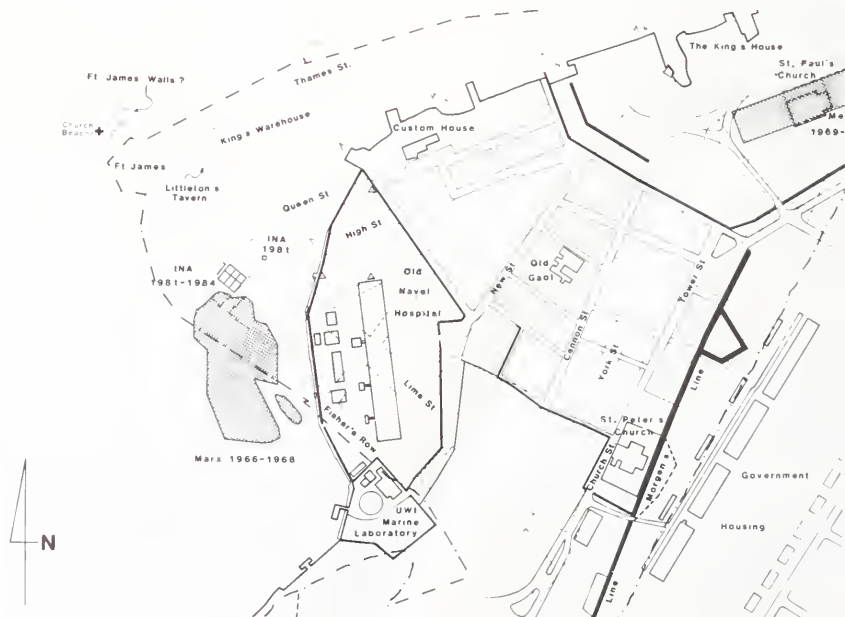 The King's House
St. Paul's
Church
Me
1969-
L
Thames St.
Ft James Walls ?
Church
Beacon
King's Warehouse
Custom House
Ft James
Littleton's
Tavern
Queen St
High St
INA
1981
INA
1981-1984
Old
Naval
Hospital
New St
Old
Gaol
Tower St
Cannon St
York St
Line
Lime St
Fisher's Row
Marx 1966-1968
St. Peter's
Church
Church St
Morgan's
Government
Housing
UWI
Marine
Laboratory
Line
N